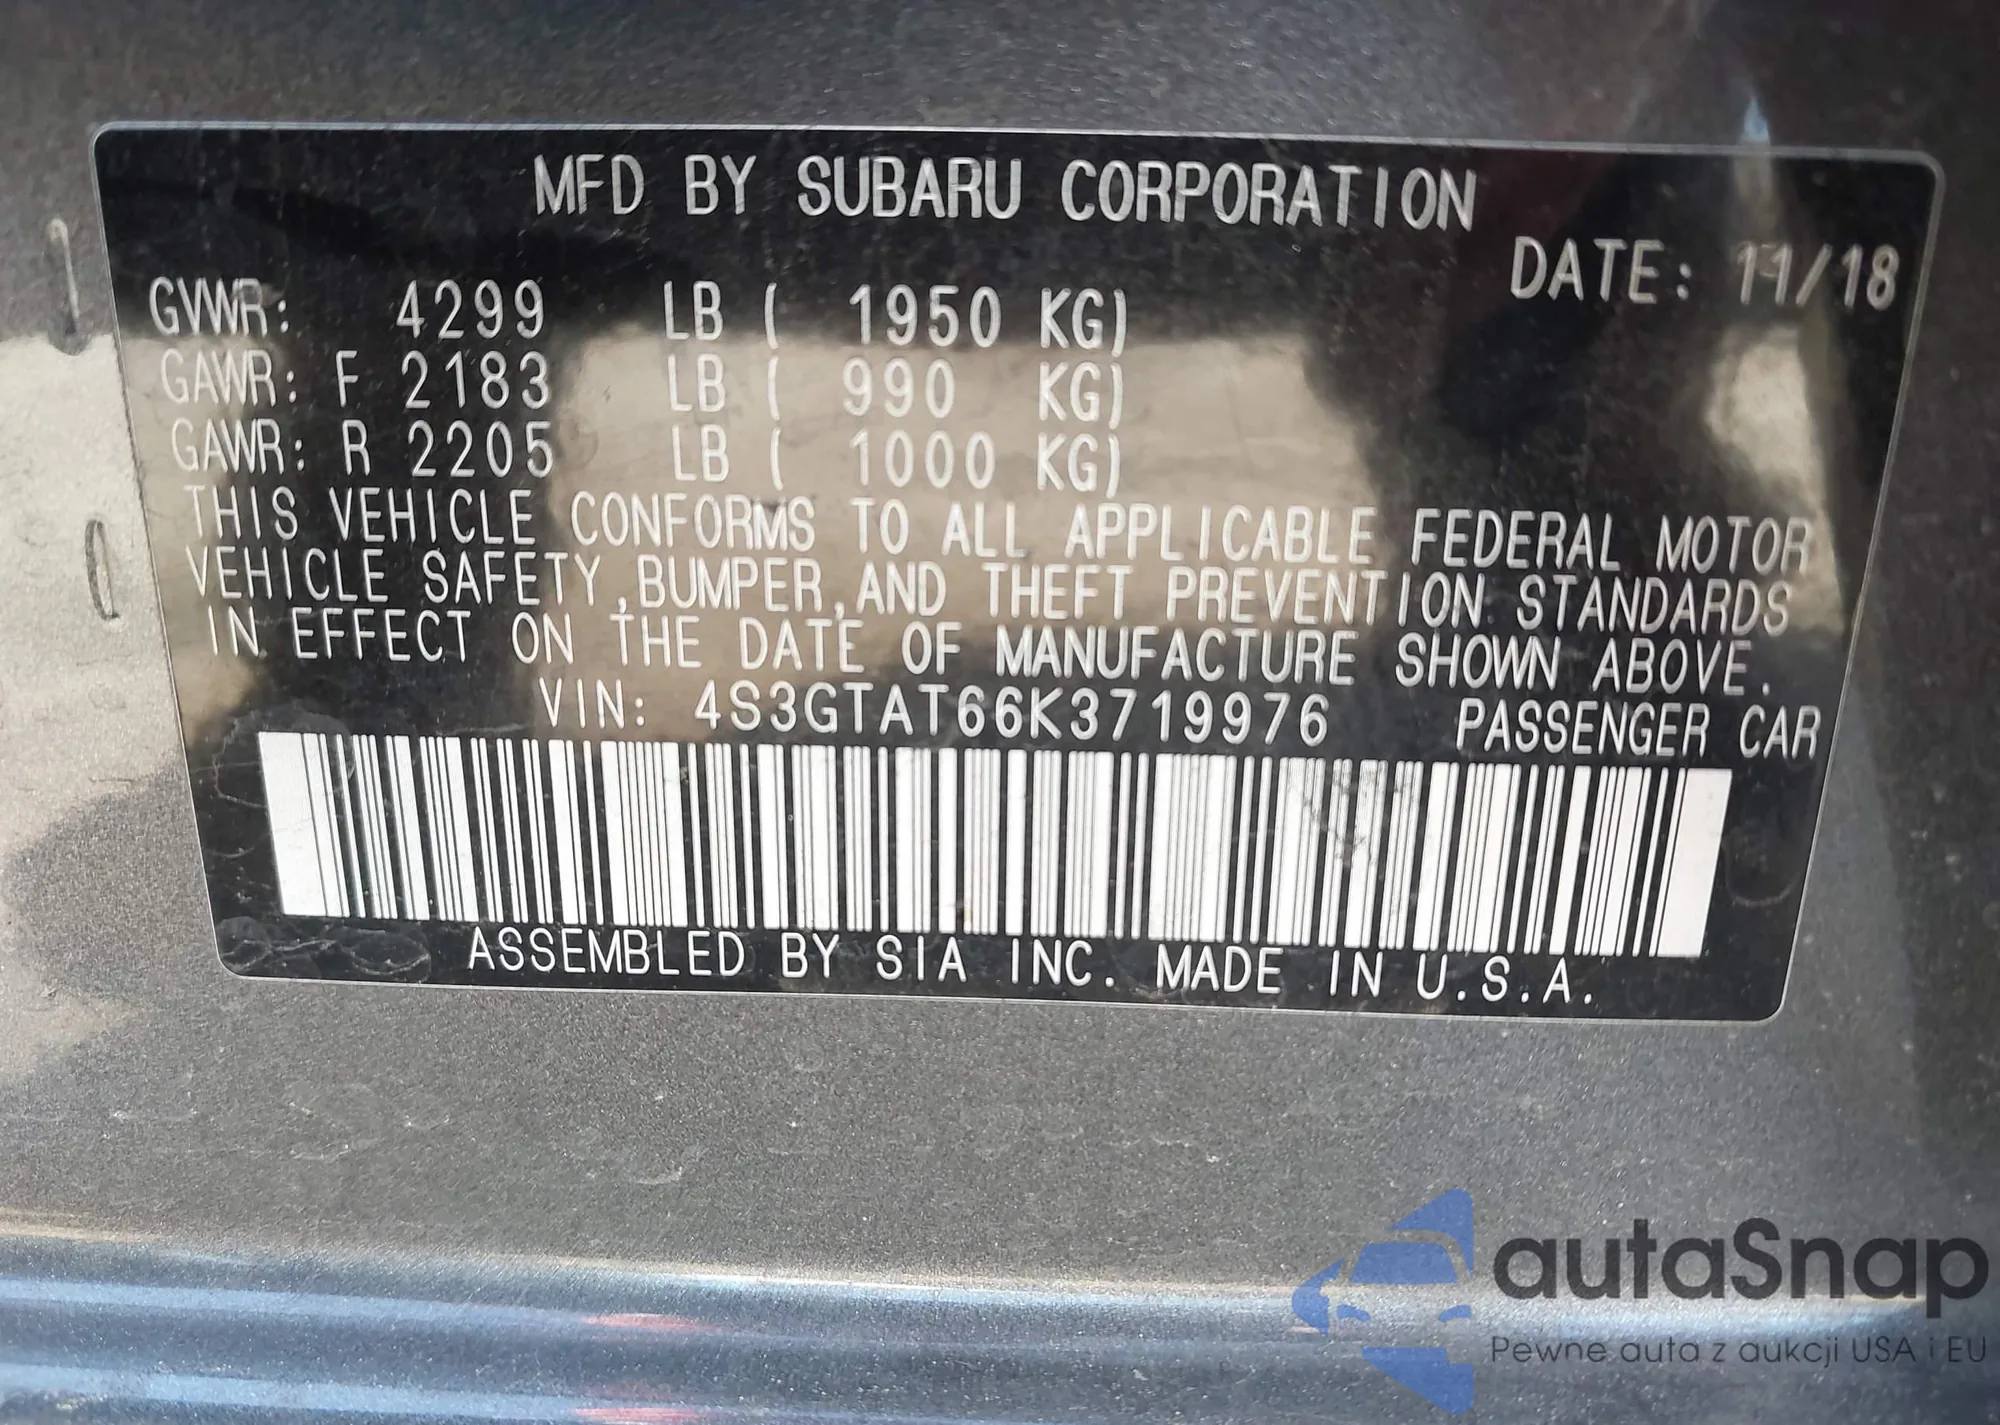 MFD BY SUBARU CORPORATION
DATE: 11/18
GVWR: 4299 LB ( 1950 KG)
GAWR: F 2183 LB ( 990 KG)
GAWR: R 2205 LB ( 1000 KG)
THIS VEHICLE CONFORMS TO ALL APPLICABLE FEDERAL MOTOR
VEHICLE SAFETY,BUMPER,AND THEFT PREVENTION STANDARDS
IN EFFECT ON THE DATE OF MANUFACTURE SHOWN ABOVE.
VIN: 4S3GTAT66K3719976 PASSENGER CAR
ASSEMBLED BY SIA INC. MADE IN U.S.A.
autaSnap
Pewne auta z aukcji USA i EU